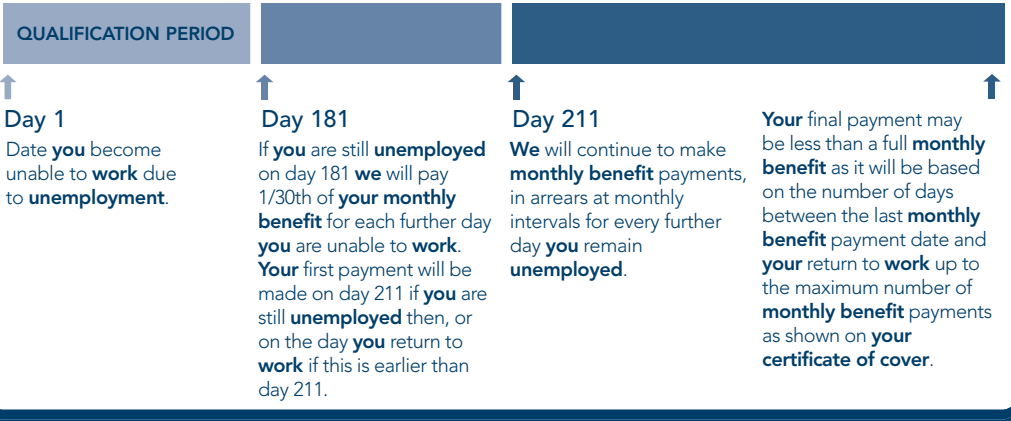 QUALIFICATION PERIOD
Day 1
Date you become
unable to work due
to unemployment.
Day 181
If you are still unemployed
on day 181 we will pay
1/30th of your monthly
benefit for each further day
you are unable to work.
Your first payment will be
made on day 211 if you are
still unemployed then, or
on the day you return to
work if this is earlier than
day 211.
Day 211
We will continue to make
monthly benefit payments,
in arrears at monthly
intervals for every further
day you remain
unemployed.
Your final payment may
be less than a full monthly
benefit as it will be based
on the number of days
between the last monthly
benefit payment date and
your return to work up to
the maximum number of
monthly benefit payments
as shown on your
certificate of cover.